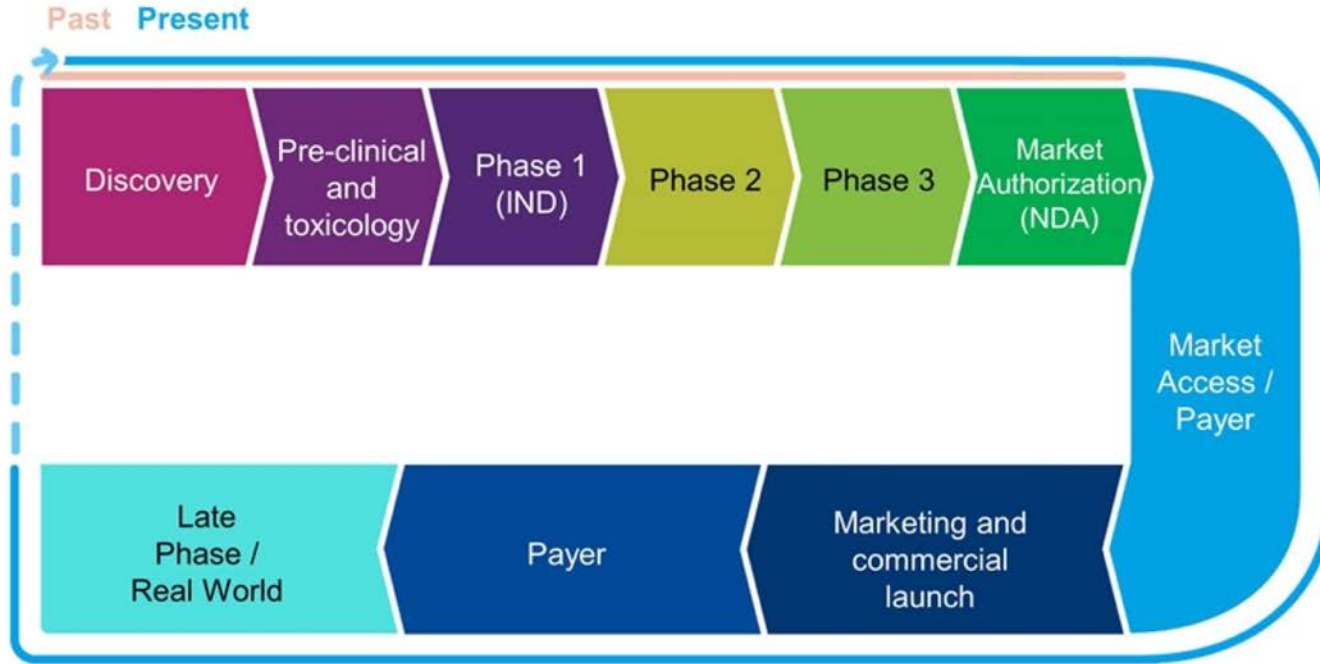 Past Present
Discovery
Pre-clinical
and
toxicology
Phase 1
(IND)
Phase 2
Phase 3
Market
Authorization
(NDA)
Market
Access /
Payer
Marketing and
commercial
launch
Payer
Late
Phase /
Real World